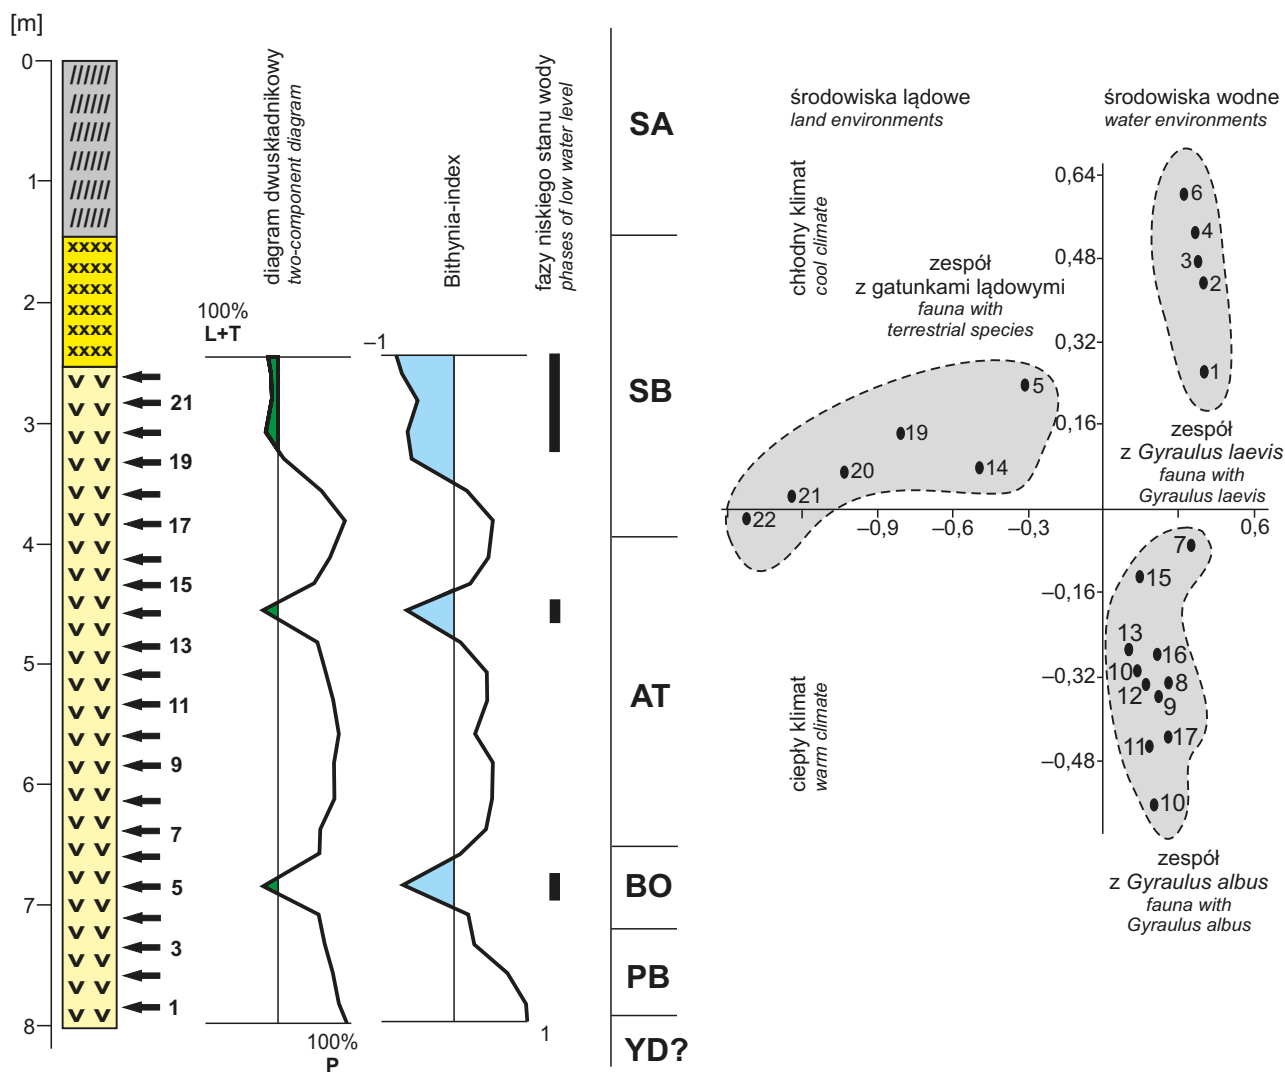 [m]
0
1
2
3
4
5
6
7
8
21
19
17
15
13
11
9
7
5
3
1
diagram dwuskładnikowy
two-component diagram
100%
L+T
100%
P
Bithynia-index
–1
1
fazy niskiego stanu wody
phases of low water level
SA
SB
AT
BO
PB
YD?
środowiska lądowe
land environments
środowiska wodne
water environments
chłodny klimat
cool climate
ciepły klimat
warm climate
zespół
z gatunkami lądowymi
fauna with
terrestrial species
0,64
0,48
0,32
0,16
–0,16
–0,32
–0,48
–0,9
–0,6
–0,3
0,6
6
4
3
2
1
zespół
z Gyraulus laevis
fauna with
Gyraulus laevis
5
19
14
20
21
22
7
15
13
16
10
8
12
9
17
11
10
zespół
z Gyraulus albus
fauna with
Gyraulus albus